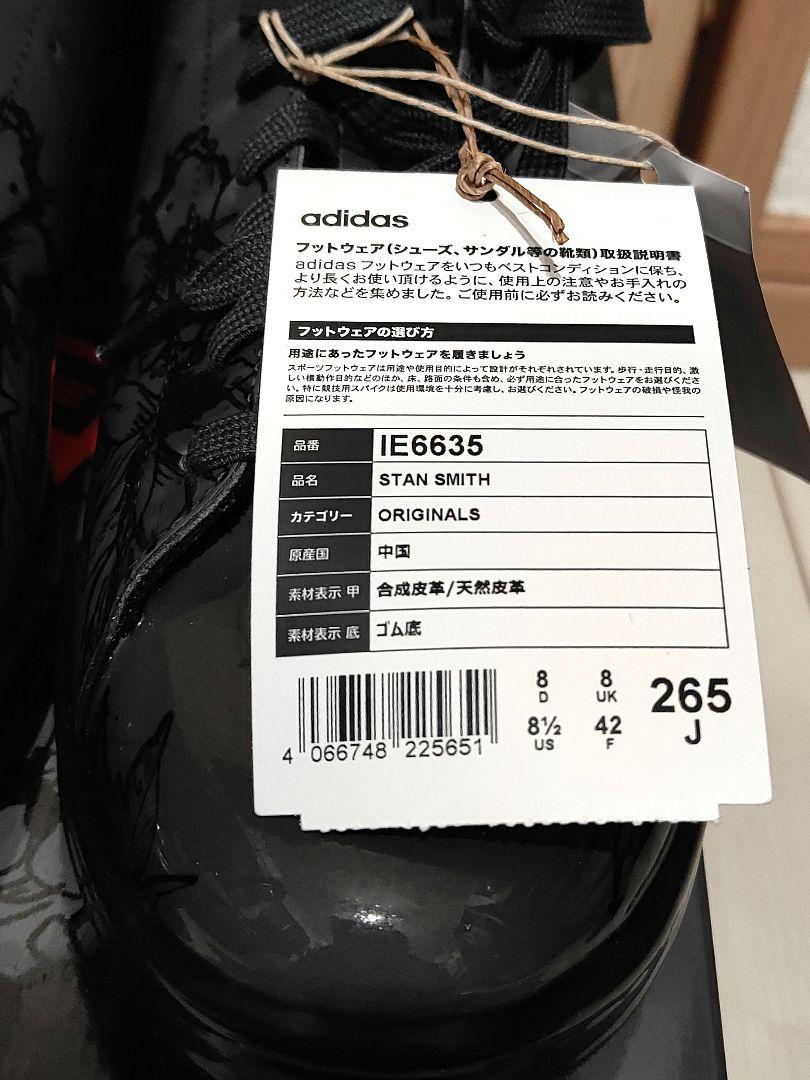 adidas
フットウェア(シューズ、サンダル等の靴類)取扱説明書
adidas フットウェアをいつもベストコンディションに保ち、
より長くお使い頂けるように、使用上の注意やお手入れの
方法などを集めました。ご使用前に必ずお読みください。
フットウェアの選び方
用途にあったフットウェアを履きましょう
スポーツフットウェアは用途や使用目的によって設計がそれぞれされています。歩行・走行目的、激
しい横動作目的などのほか、床、路面の条件も含め、必ず用途に合ったフットウェアをお選びくださ
い。特に競技用スパイクは使用環境を十分に考慮し、お選びください。フットウェアの破損や怪我の
原因になります。
品番 IE6635
品名 STAN SMITH
カテゴリー ORIGINALS
原産国 中国
素材表示 甲 合成皮革/天然皮革
素材表示 底 ゴム底
8 D 8 UK 265 J
8½ US 42 F
4 066748 225651